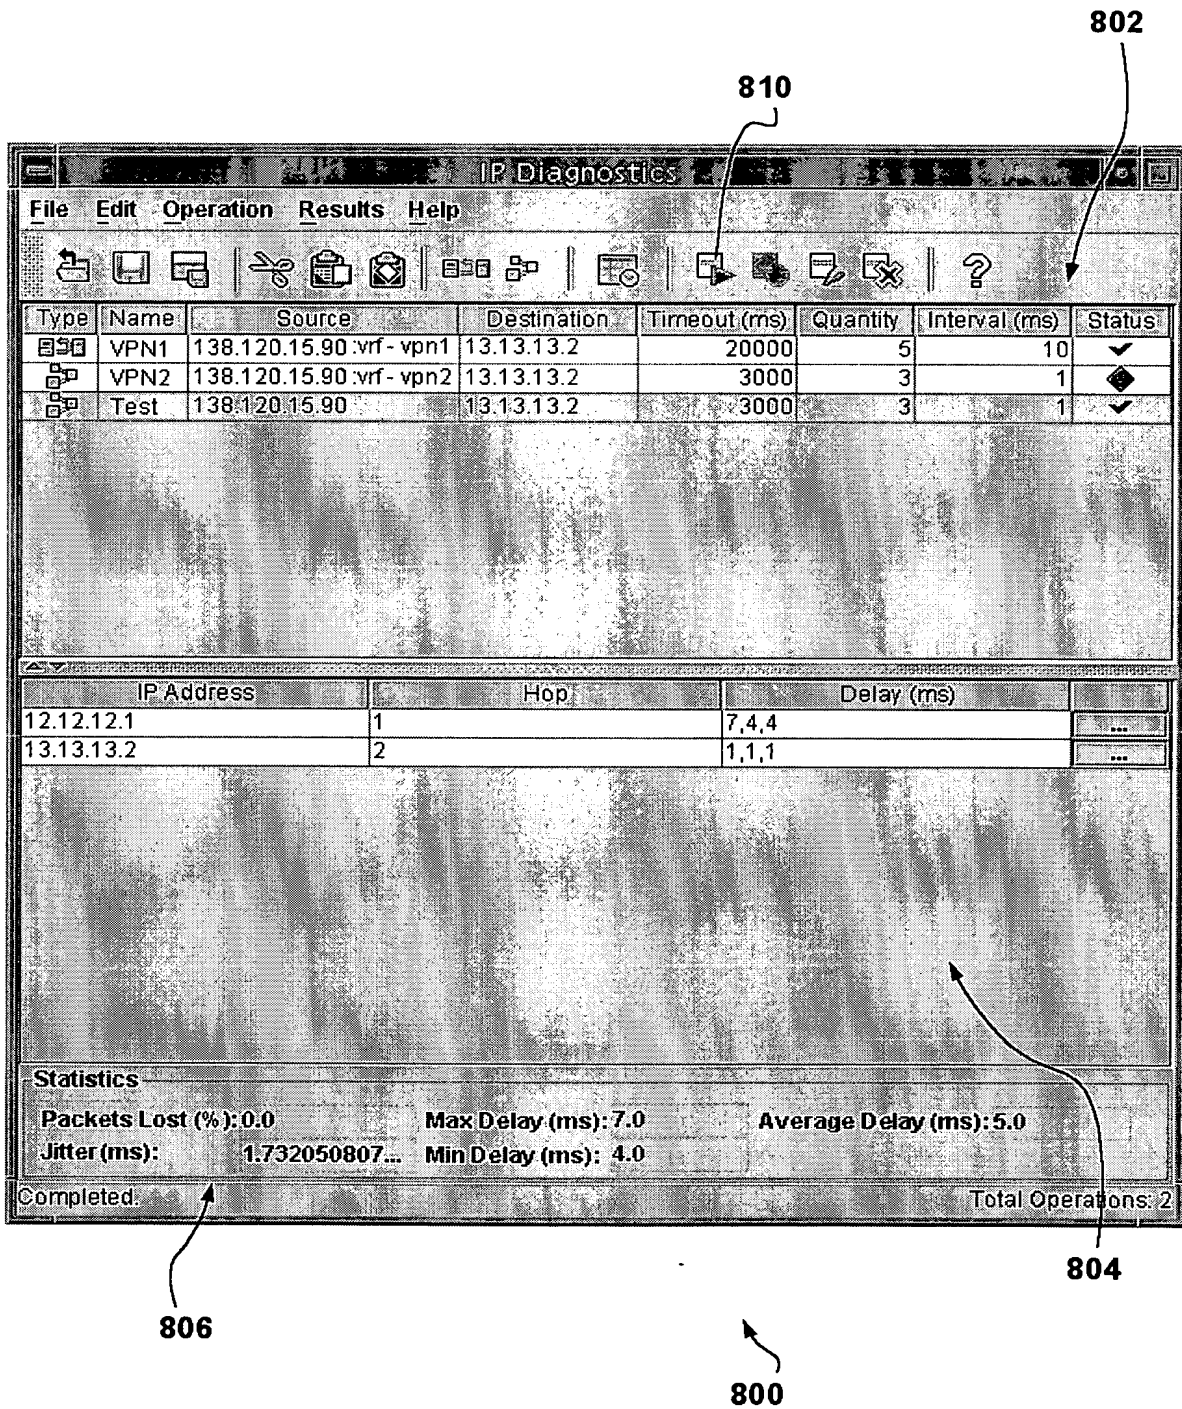 802
810
IP Diagnostics
File Edit Operation Results Help
?
Type Name Source Destination Timeout (ms) Quantity Interval (ms) Status
VPN1 138.120.15.90 :vrf - vpn1 13.13.13.2 20000 5 10
VPN2 138.120.15.90 :vrf - vpn2 13.13.13.2 3000 3 1
Test 138.120.15.90 13.13.13.2 3000 3 1
IP Address Hop Delay (ms)
12.12.12.1 1 7,4,4 ...
13.13.13.2 2 1,1,1 ...
Statistics
Packets Lost (%): 0.0 Max Delay (ms): 7.0 Average Delay (ms): 5.0
Jitter (ms): 1.732050807... Min Delay (ms): 4.0
Completed. Total Operations: 2
804
806
800